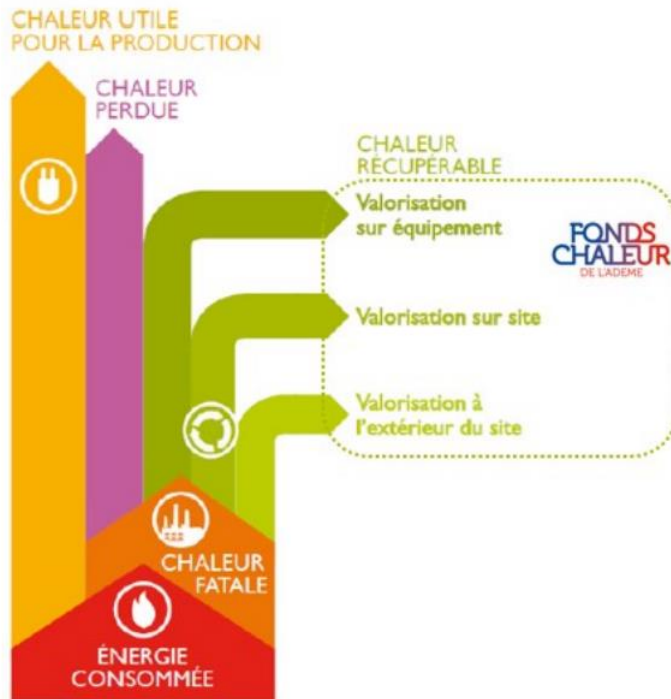 CHALEUR UTILE
POUR LA PRODUCTION
CHALEUR
PERDUE
CHALEUR
RÉCUPÉRABLE
Valorisation
sur équipement
FONDS
CHALEUR
DE L'ADEME
Valorisation sur site
Valorisation à
l'extérieur du site
CHALEUR
FATALE
ÉNERGIE
CONSOMMÉE